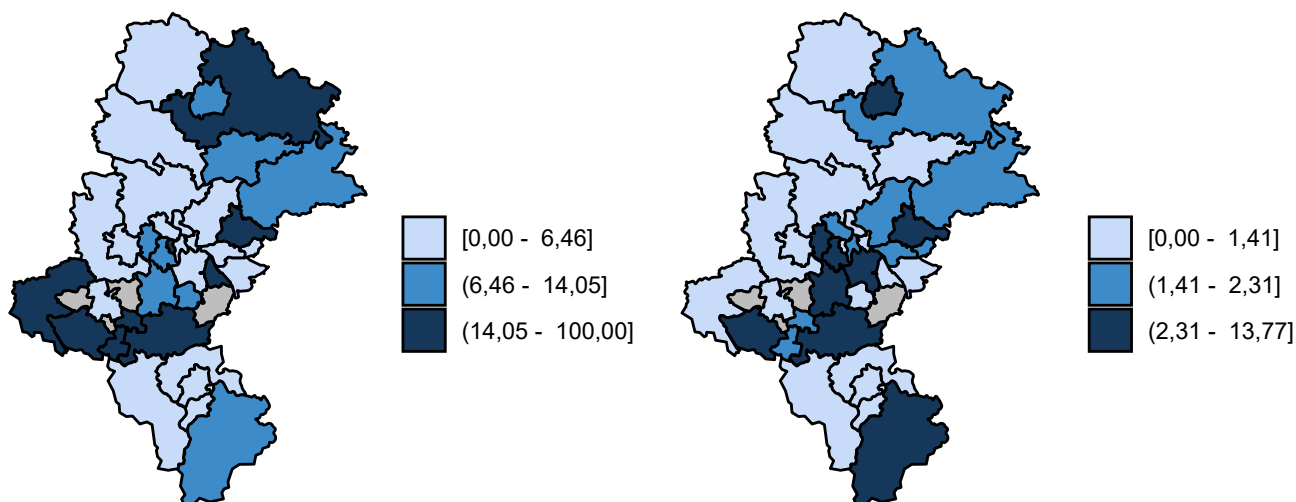 [0,00 -  6,46]
(6,46 -  14,05]
(14,05 -  100,00]
[0,00 -  1,41]
(1,41 -  2,31]
(2,31 -  13,77]